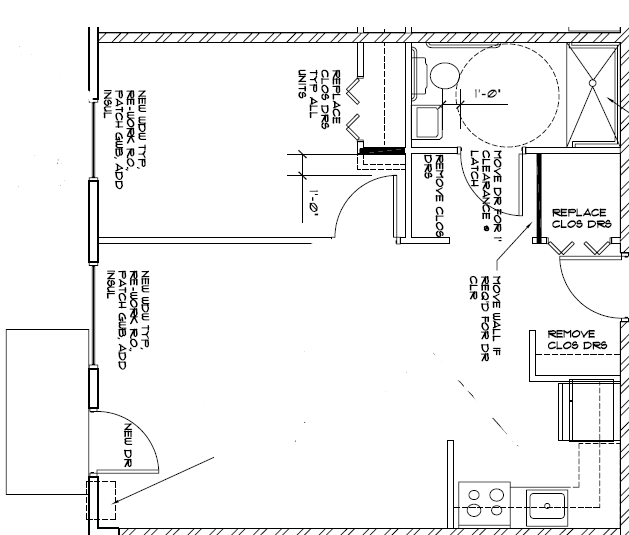 REPLACE
CLOS DRS
TYP ALL
UNITS
1'-0"
NEW WDW TYP,
RE-WORK R.O.,
PATCH GWB, ADD
INSUL
REMOVE CLOS
DRS
MOVE DR FOR 1'
CLEARANCE @
LATCH
1'-0"
REPLACE
CLOS DRS
MOVE WALL IF
REQ'D FOR DR
CLR
NEW WDW TYP,
RE-WORK R.O.,
PATCH GWB, ADD
INSUL
REMOVE
CLOS DRS
NEW DR